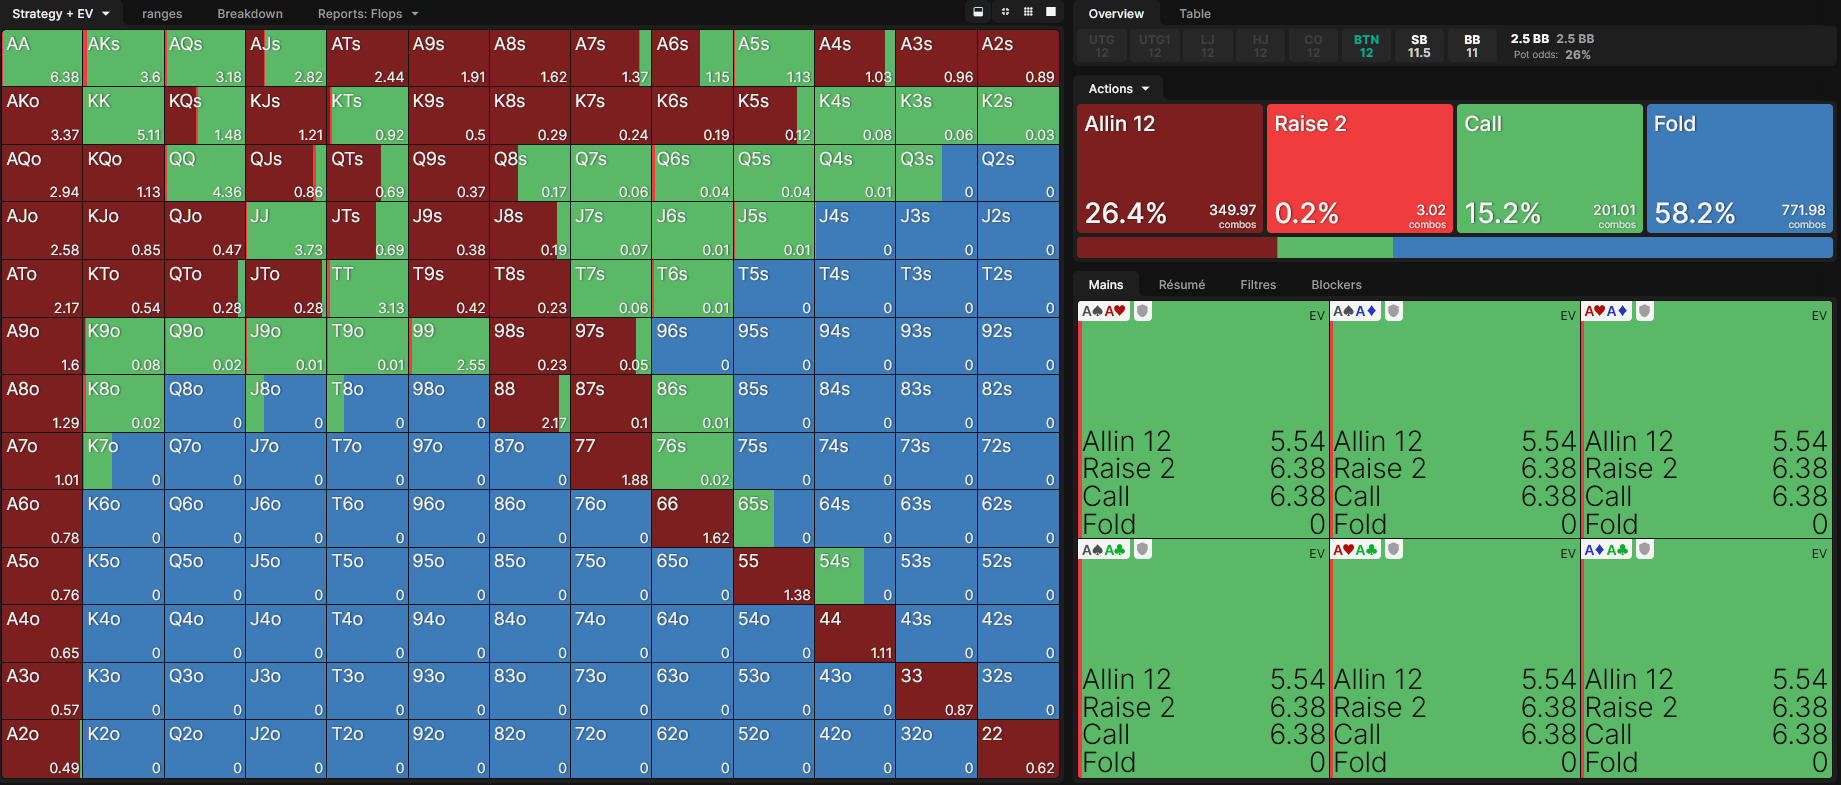 Strategy + EV ranges Breakdown Reports: Flops
AA AKs AQs AJs ATs A9s A8s A7s A6s A5s A4s A3s A2s
6.38 3.6 3.18 2.82 2.44 1.91 1.62 1.37 1.15 1.13 1.03 0.96 0.89
AKo KK KQs KJs KTs K9s K8s K7s K6s K5s K4s K3s K2s
3.37 5.11 1.48 1.21 0.92 0.5 0.29 0.24 0.19 0.12 0.08 0.06 0.03
AQo KQo QQ QJs QTs Q9s Q8s Q7s Q6s Q5s Q4s Q3s Q2s
2.94 1.13 4.36 0.86 0.69 0.37 0.17 0.06 0.04 0.04 0.01 0 0
AJo KJo QJo JJ JTs J9s J8s J7s J6s J5s J4s J3s J2s
2.58 0.85 0.47 3.73 0.69 0.38 0.19 0.07 0.01 0.01 0 0 0
ATo KTo QTo JTo TT T9s T8s T7s T6s T5s T4s T3s T2s
2.17 0.54 0.28 0.28 3.13 0.42 0.23 0.06 0.01 0 0 0 0
A9o K9o Q9o J9o T9o 99 98s 97s 96s 95s 94s 93s 92s
1.6 0.08 0.02 0.01 0.01 2.55 0.23 0.05 0 0 0 0 0
A8o K8o Q8o J8o T8o 98o 88 87s 86s 85s 84s 83s 82s
1.29 0.02 0 0 0 0 2.17 0.1 0.01 0 0 0 0
A7o K7o Q7o J7o T7o 97o 87o 77 76s 75s 74s 73s 72s
1.01 0 0 0 0 0 0 1.88 0.02 0 0 0 0
A6o K6o Q6o J6o T6o 96o 86o 76o 66 65s 64s 63s 62s
0.78 0 0 0 0 0 0 0 1.62 0 0 0 0
A5o K5o Q5o J5o T5o 95o 85o 75o 65o 55 54s 53s 52s
0.76 0 0 0 0 0 0 0 0 1.38 0 0 0
A4o K4o Q4o J4o T4o 94o 84o 74o 64o 54o 44 43s 42s
0.65 0 0 0 0 0 0 0 0 0 1.11 0 0
A3o K3o Q3o J3o T3o 93o 83o 73o 63o 53o 43o 33 32s
0.57 0 0 0 0 0 0 0 0 0 0 0.87 0
A2o K2o Q2o J2o T2o 92o 82o 72o 62o 52o 42o 32o 22
0.49 0 0 0 0 0 0 0 0 0 0 0 0.62
Overview Table
UTG UTG1 LJ HJ CO BTN SB BB 2.5 BB 2.5 BB
12 12 12 12 12 12 11.5 11 Pot odds: 26%
Actions
Allin 12 Raise 2 Call Fold
26.4% 349.97 combos 0.2% 3.02 combos 15.2% 201.01 combos 58.2% 771.98 combos
Mains Résumé Filtres Blockers
A♠A♥ EV A♠A♦ EV A♥A♦ EV
Allin 12 5.54 Allin 12 5.54 Allin 12 5.54
Raise 2 6.38 Raise 2 6.38 Raise 2 6.38
Call 6.38 Call 6.38 Call 6.38
Fold 0 Fold 0 Fold 0
A♠A♣ EV A♥A♣ EV A♦A♣ EV
Allin 12 5.54 Allin 12 5.54 Allin 12 5.54
Raise 2 6.38 Raise 2 6.38 Raise 2 6.38
Call 6.38 Call 6.38 Call 6.38
Fold 0 Fold 0 Fold 0